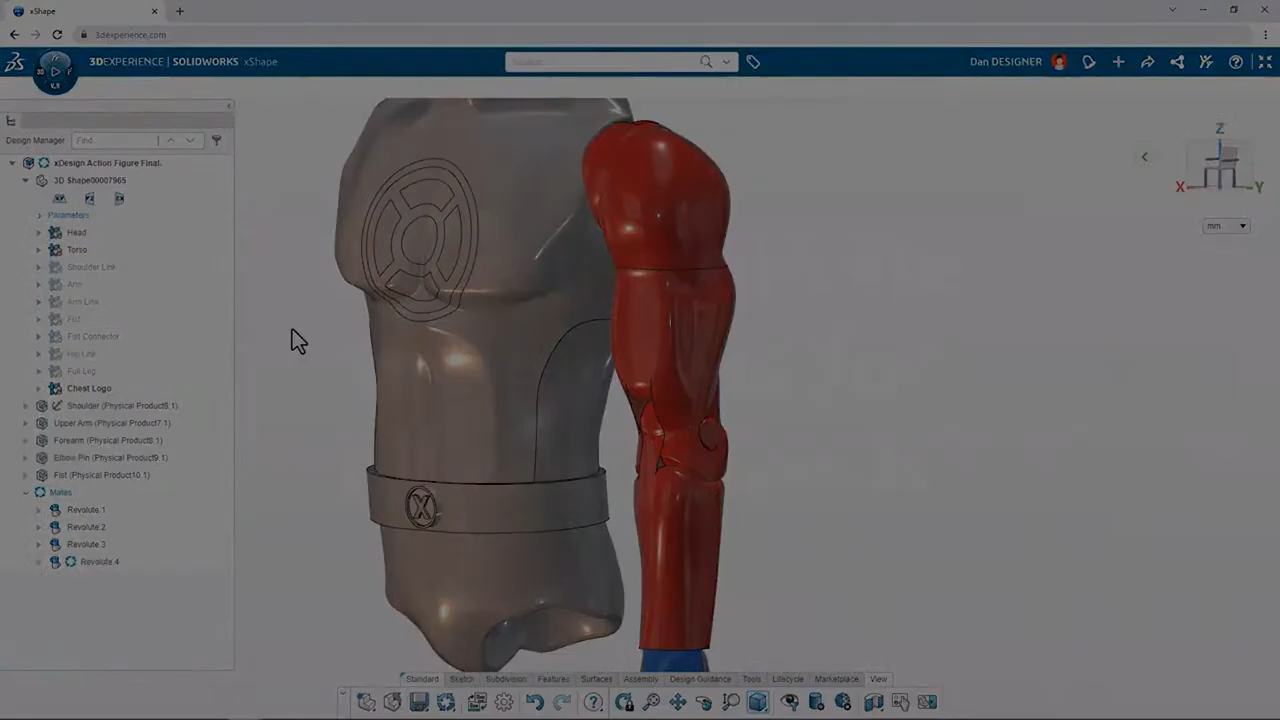 xShape
3dexperience.com
3DEXPERIENCE | SOLIDWORKS xShape
Dan DESIGNER
Design Manager
Find
xDesign Action Figure Final.
3D Shape00007965
Parameters
Head
Torso
Shoulder Link
Arm
Arm Link
Fist
Fist Connector
Hip Link
Full Leg
Chest Logo
Shoulder (Physical Product6.1)
Upper Arm (Physical Product7.1)
Forearm (Physical Product8.1)
Elbow Pin (Physical Product9.1)
Fist (Physical Product10.1)
Mates
Revolute.1
Revolute.2
Revolute.3
Revolute.4
X
Z
X
Y
mm
Standard Sketch Subdivision Features Surfaces Assembly Design Guidance Tools Lifecycle Marketplace View